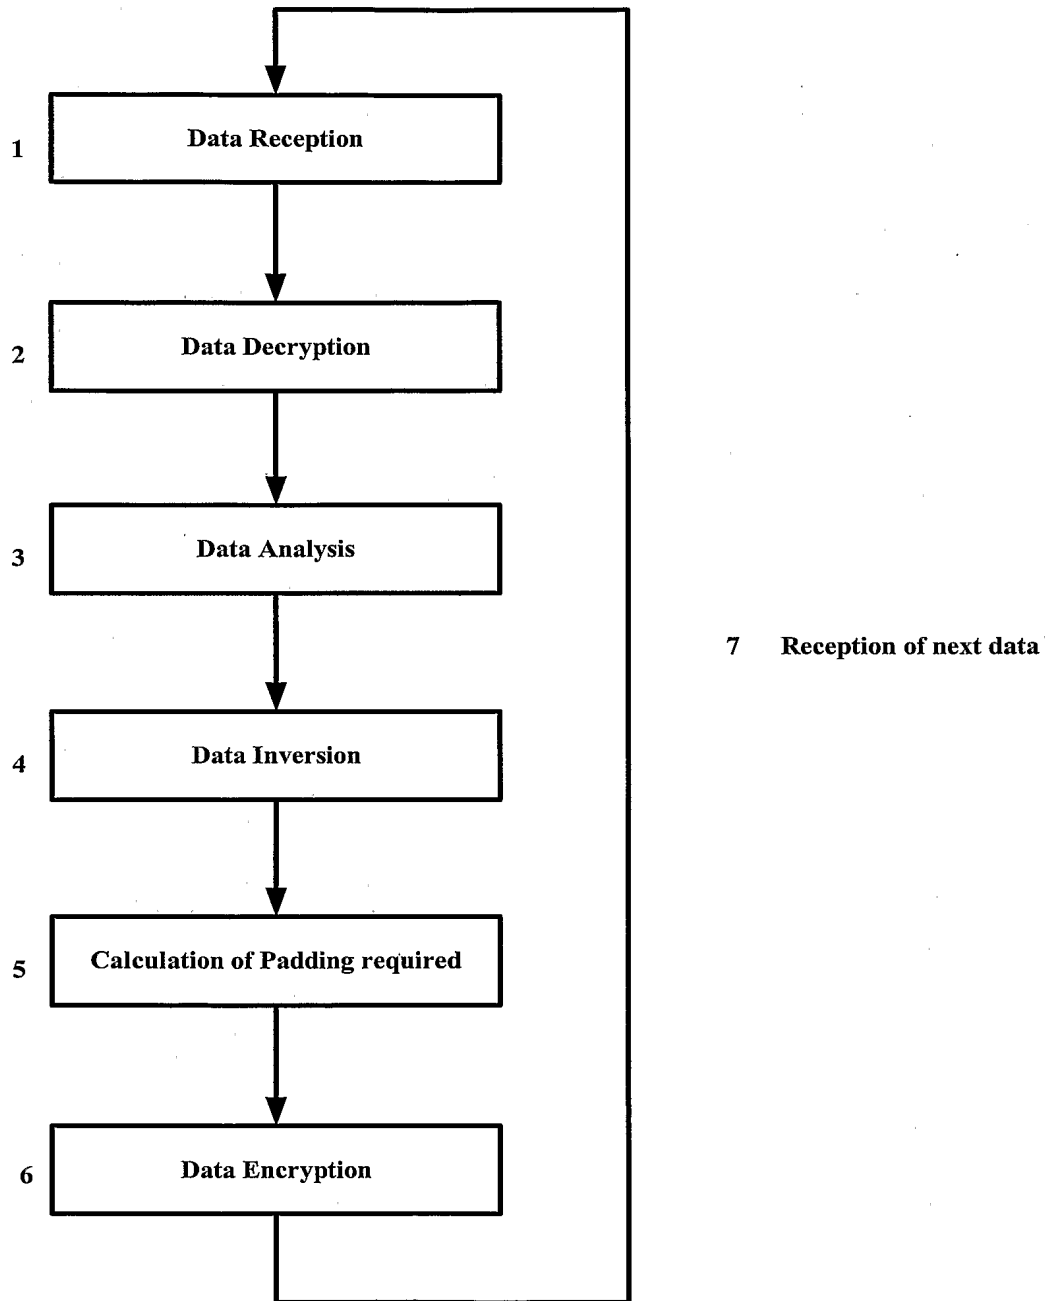 1 Data Reception
2 Data Decryption
3 Data Analysis
7 Reception of next data
4 Data Inversion
5 Calculation of Padding required
6 Data Encryption